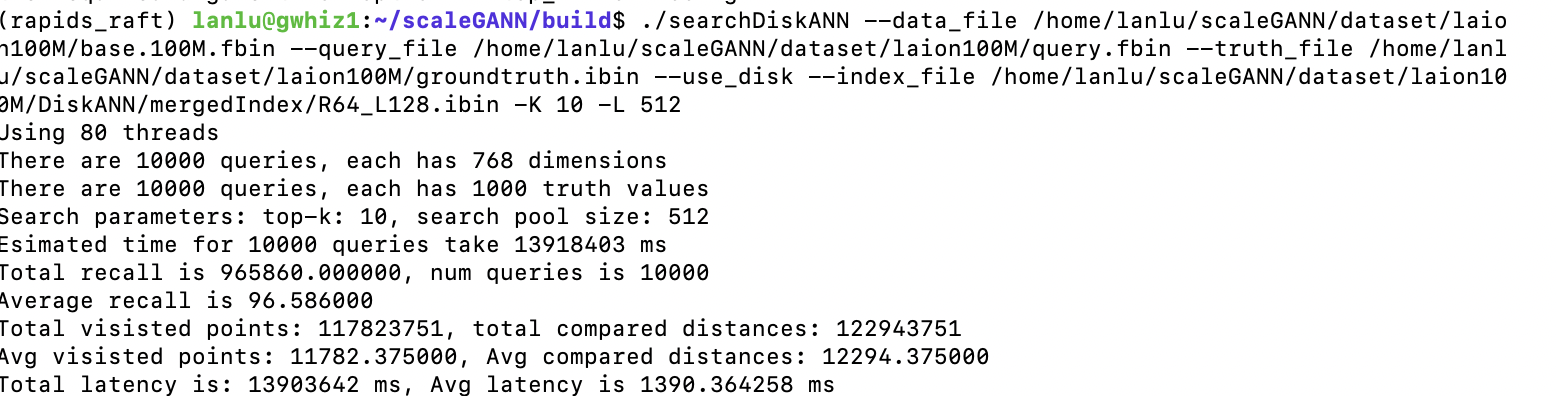 (rapids_raft) lanlu@gwhiz1:~/scaleGANN/build$ ./searchDiskANN --data_file /home/lanlu/scaleGANN/dataset/laio
n100M/base.100M.fbin --query_file /home/lanlu/scaleGANN/dataset/laion100M/query.fbin --truth_file /home/lanl
u/scaleGANN/dataset/laion100M/groundtruth.ibin --use_disk --index_file /home/lanlu/scaleGANN/dataset/laion10
0M/DiskANN/mergedIndex/R64_L128.ibin -K 10 -L 512
Using 80 threads
There are 10000 queries, each has 768 dimensions
There are 10000 queries, each has 1000 truth values
Search parameters: top-k: 10, search pool size: 512
Esimated time for 10000 queries take 13918403 ms
Total recall is 965860.000000, num queries is 10000
Average recall is 96.586000
Total visisted points: 117823751, total compared distances: 122943751
Avg visisted points: 11782.375000, Avg compared distances: 12294.375000
Total latency is: 13903642 ms, Avg latency is 1390.364258 ms